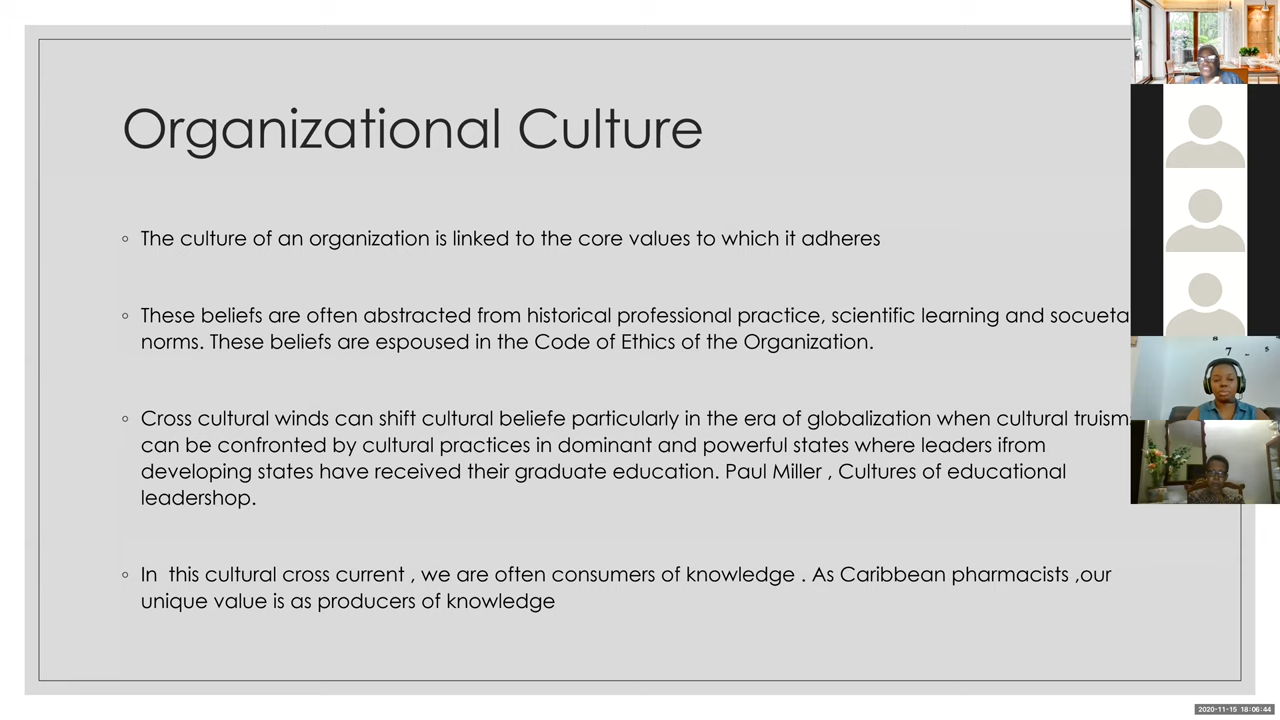 Organizational Culture
◦ The culture of an organization is linked to the core values to which it adheres
◦ These beliefs are often abstracted from historical professional practice, scientific learning and socueta
norms. These beliefs are espoused in the Code of Ethics of the Organization.
◦ Cross cultural winds can shift cultural beliefe particularly in the era of globalization when cultural truism
can be confronted by cultural practices in dominant and powerful states where leaders ifrom
developing states have received their graduate education. Paul Miller , Cultures of educational
leadershop.
◦ In  this cultural cross current , we are often consumers of knowledge . As Caribbean pharmacists ,our
unique value is as producers of knowledge
7
2020-11-15 18:06:44